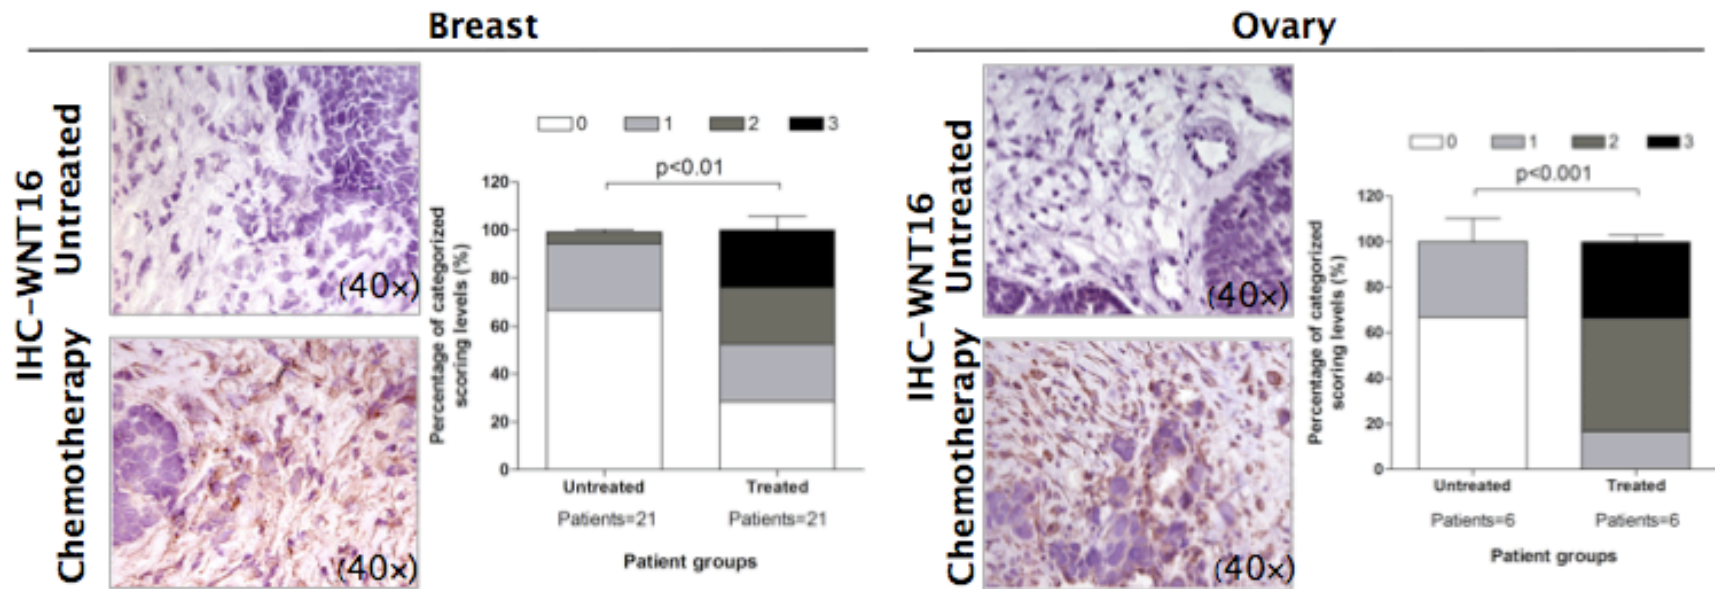 Breast
IHC-WNT16
Untreated
Chemotherapy
(40×)
(40×)
0 1 2 3
p<0.01
Percentage of categorized
scoring levels (%)
120
100
80
60
40
20
0
Untreated Treated
Patients=21 Patients=21
Patient groups
Ovary
IHC-WNT16
Untreated
Chemotherapy
(40×)
(40×)
0 1 2 3
p<0.001
Percentage of categorized
scoring levels (%)
120
100
80
60
40
20
0
Untreated Treated
Patients=6 Patients=6
Patient groups